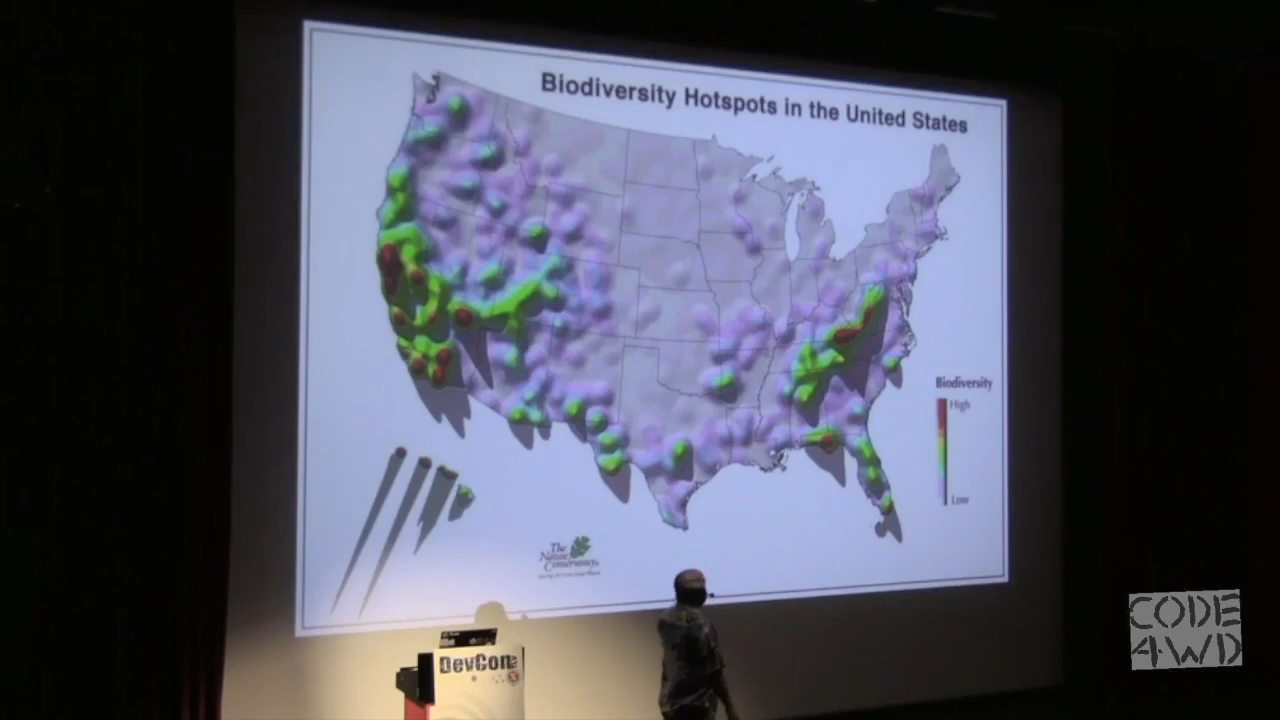 Biodiversity Hotspots in the United States
Biodiversity
High
Low
The
Nature
Conservancy
DevCon
CODE
4WD